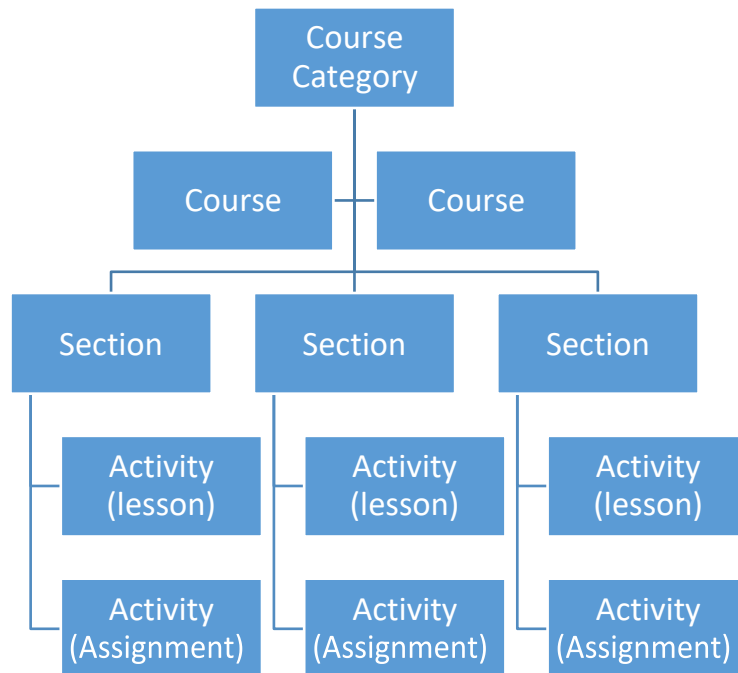 Course
Category
Course
Course
Section
Section
Section
Activity
(lesson)
Activity
(lesson)
Activity
(lesson)
Activity
(Assignment)
Activity
(Assignment)
Activity
(Assignment)